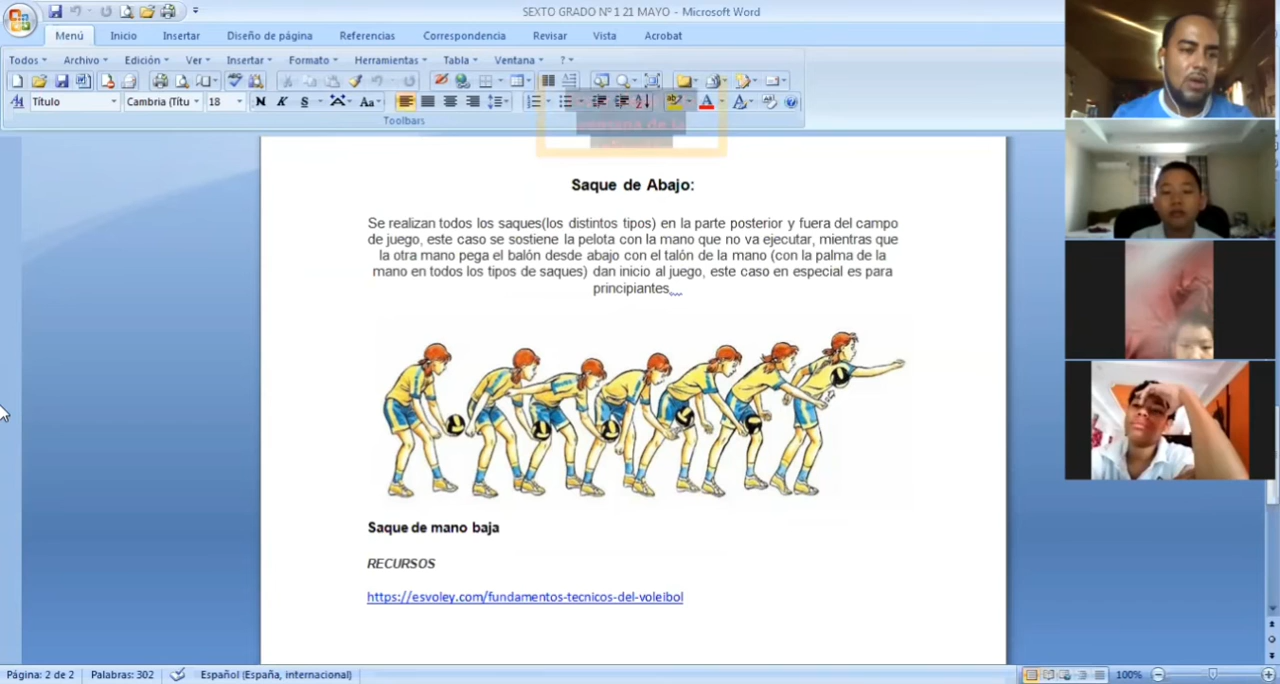 SEXTO GRADO Nº 1 21 MAYO - Microsoft Word
Menú Inicio Insertar Diseño de página Referencias Correspondencia Revisar Vista Acrobat
Todos Archivo Edición Ver Insertar Formato Herramientas Tabla Ventana ?
Título Cambria (Títu 18 N K S Aa
Toolbars
Saque de Abajo:
Se realizan todos los saques(los distintos tipos) en la parte posterior y fuera del campo
de juego, este caso se sostiene la pelota con la mano que no va ejecutar, mientras que
la otra mano pega el balón desde abajo con el talón de la mano (con la palma de la
mano en todos los tipos de saques) dan inicio al juego, este caso en especial es para
principiantes
Saque de mano baja
RECURSOS
https://esvoley.com/fundamentos-tecnicos-del-voleibol
Página: 2 de 2 Palabras: 302 Español (España, internacional) 100%